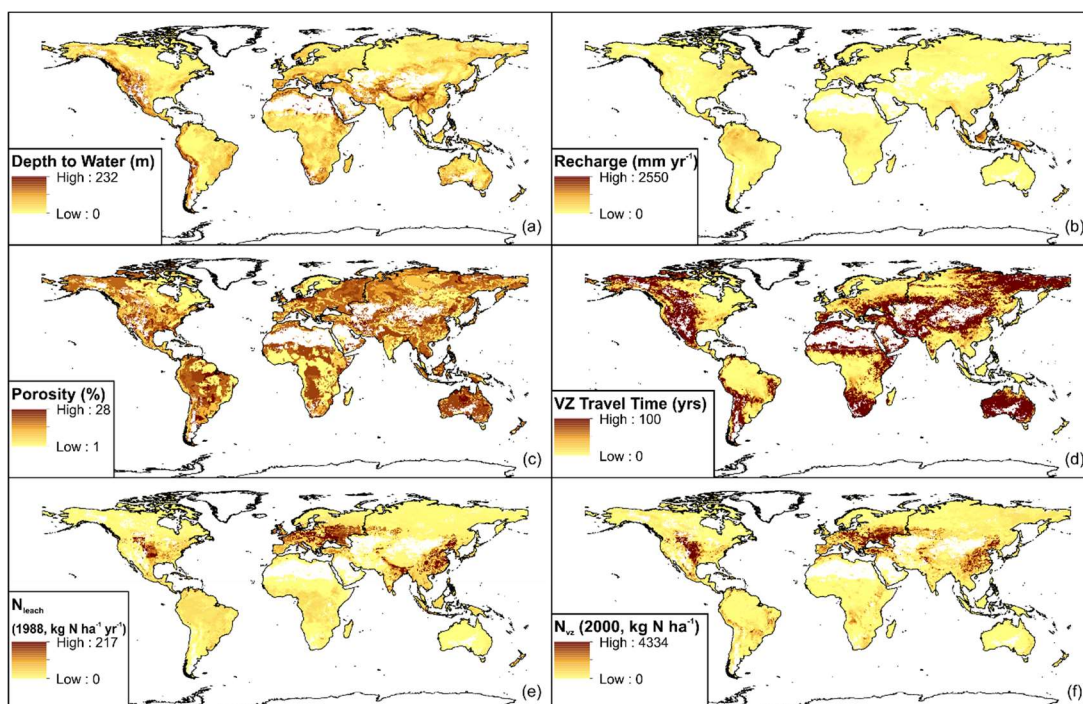 Depth to Water (m)
High : 232
Low : 0
(a)
Recharge (mm yr⁻¹)
High : 2550
Low : 0
(b)
Porosity (%)
High : 28
Low : 1
(c)
VZ Travel Time (yrs)
High : 100
Low : 0
(d)
N_leach
(1988, kg N ha⁻¹ yr⁻¹)
High : 217
Low : 0
(e)
N_vz (2000, kg N ha⁻¹)
High : 4334
Low : 0
(f)